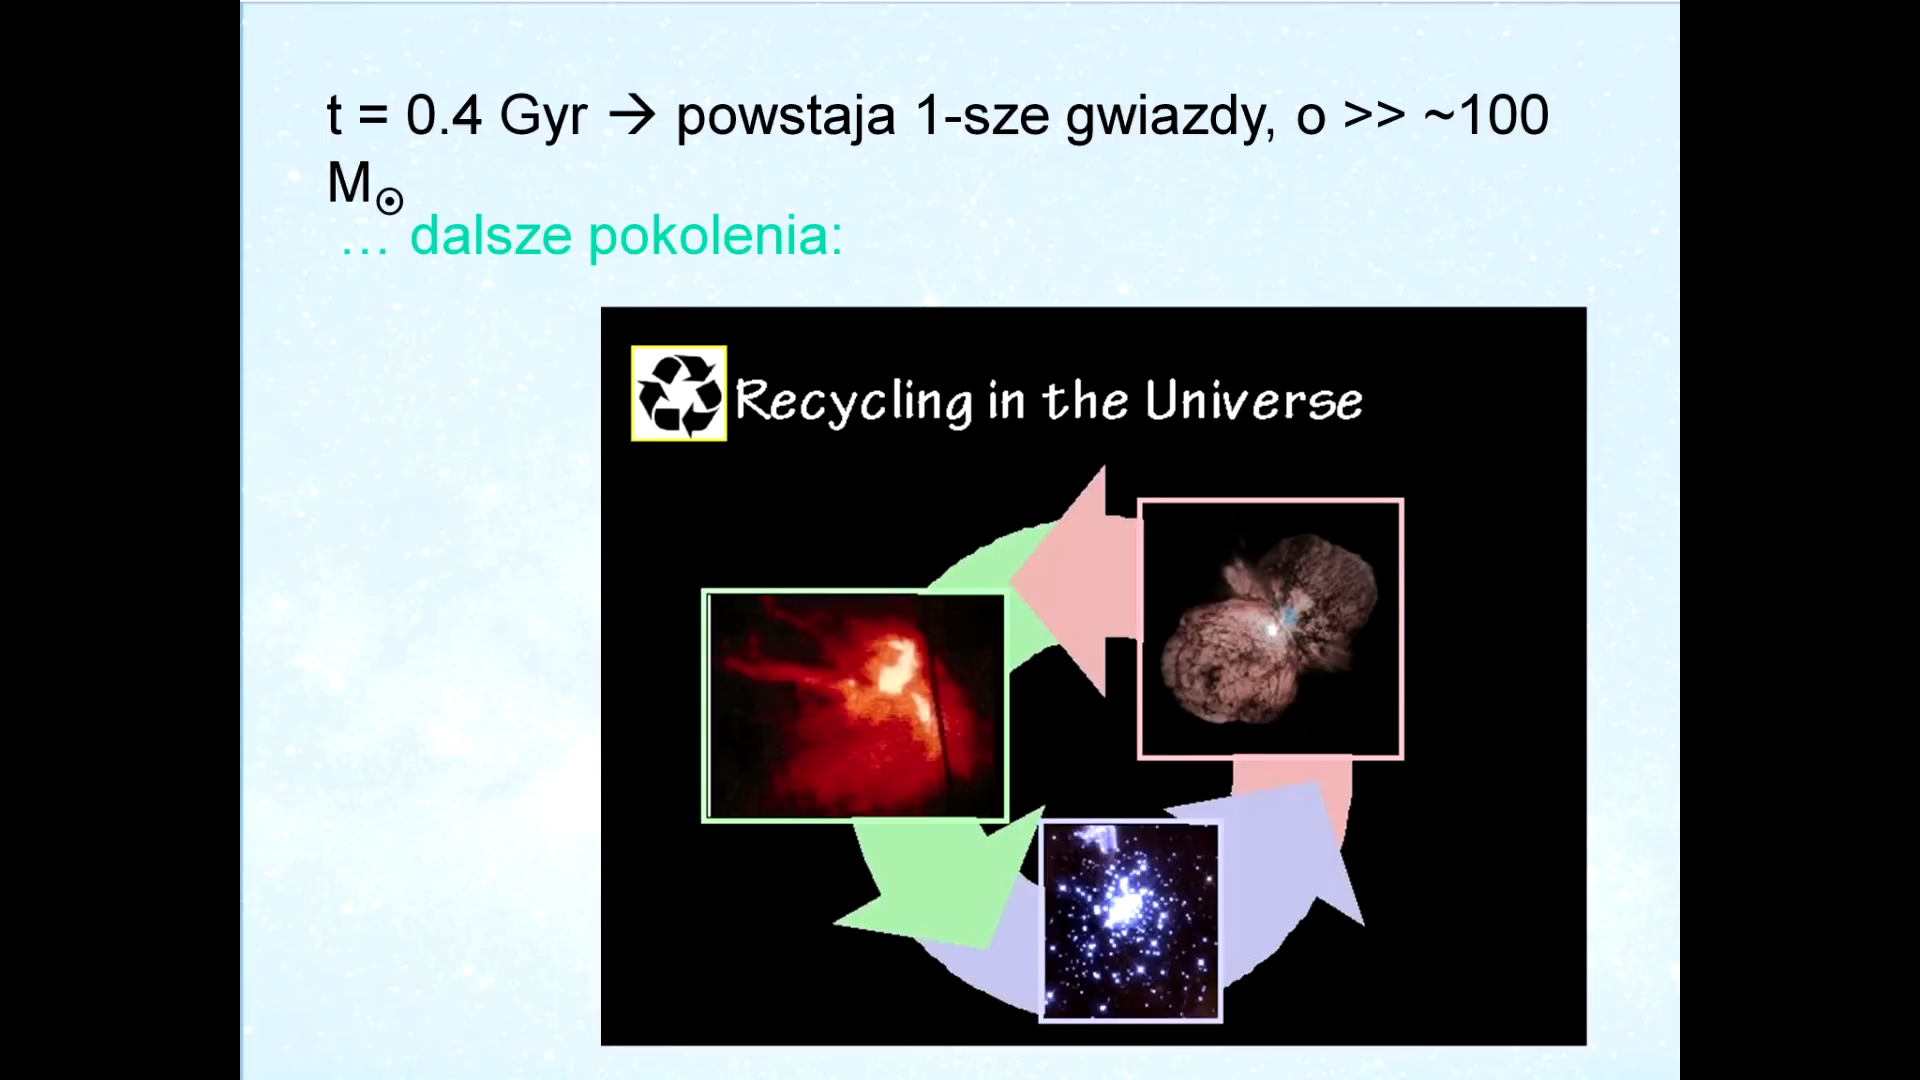 t = 0.4 Gyr → powstaja 1-sze gwiazdy, o >> ~100
M☉
… dalsze pokolenia:
Recycling in the Universe